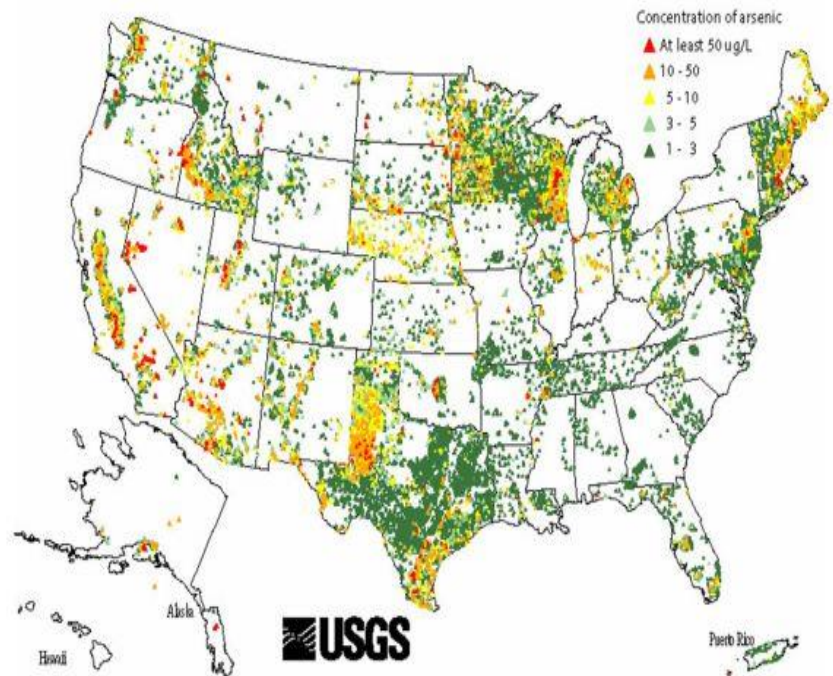 Concentration of arsenic
At least 50 ug/L
10 - 50
5 - 10
3 - 5
1 - 3
Alaska
Hawaii
USGS
Puerto Rico